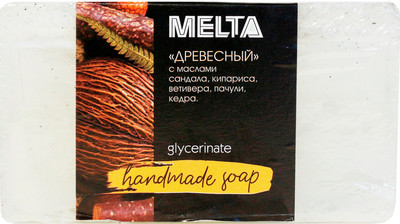 MELTA
«ДРЕВЕСНЫЙ»
с маслами
сандала, кипариса,
ветивера, пачули,
кедра.
glycerinate
handmade soap